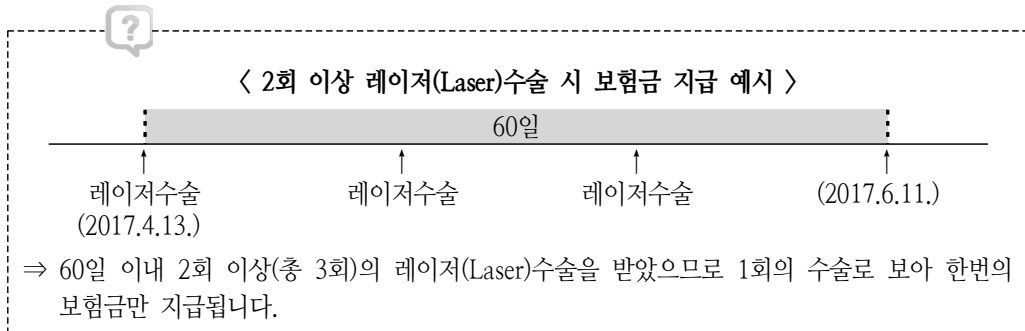 ?
〈 2회 이상 레이저(Laser)수술 시 보험금 지급 예시 〉
60일
레이저수술 레이저수술 레이저수술 (2017.6.11.)
(2017.4.13.)
⇒ 60일 이내 2회 이상(총 3회)의 레이저(Laser)수술을 받았으므로 1회의 수술로 보아 한번의
보험금만 지급됩니다.